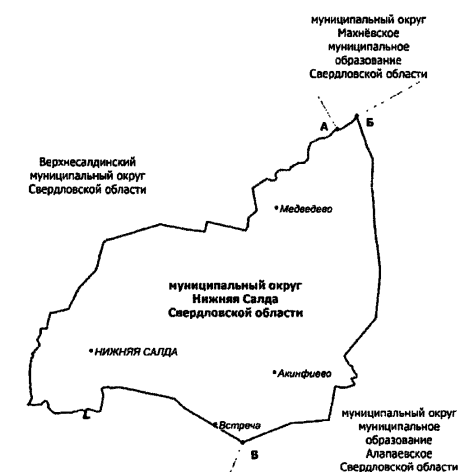 муниципальный округ
Махнёвское
муниципальное
образование
Свердловской области
А
Б
Верхнесалдинский
муниципальный округ
Свердловской области
Медведево
муниципальный округ
Нижняя Салда
Свердловской области
НИЖНЯЯ САЛДА
Акинфиево
Встреча
В
муниципальный округ
муниципальное
образование
Алапаевское
Свердловской области